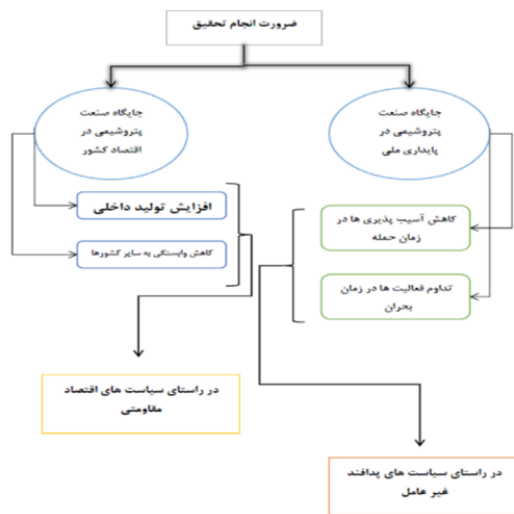 ضرورت انجام تحقیق
جایگاه صنعت
پتروشیمی در
پایداری ملی
جایگاه صنعت
پتروشیمی در
اقتصاد کشور
کاهش آسیب پذیری ها در
زمان حمله
تداوم فعالیت ها در زمان
بحران
افزایش تولید داخلی
کاهش وابستگی به سایر کشورها
در راستای سیاست های اقتصاد
مقاومتی
در راستای سیاست های پدافند
غیر عامل